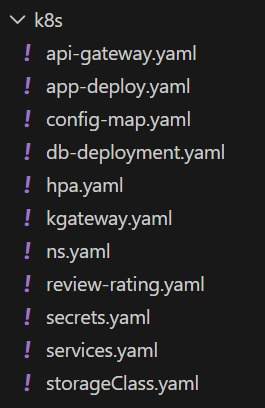 k8s
! api-gateway.yaml
! app-deploy.yaml
! config-map.yaml
! db-deployment.yaml
! hpa.yaml
! kgateway.yaml
! ns.yaml
! review-rating.yaml
! secrets.yaml
! services.yaml
! storageClass.yaml